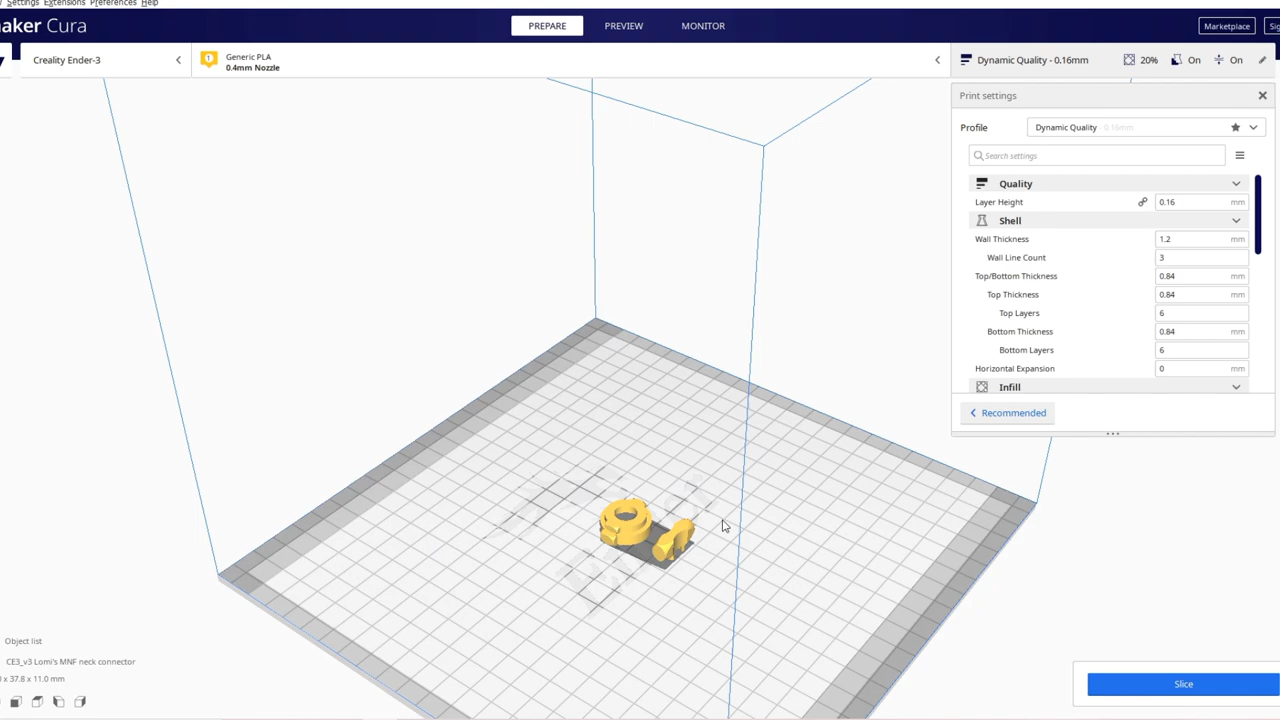 Settings Extensions Preferences Help
maker Cura
PREPARE PREVIEW MONITOR
Marketplace
Creality Ender-3
1
Generic PLA
0.4mm Nozzle
Dynamic Quality - 0.16mm 20% On On
Print settings
Profile Dynamic Quality - 0.16mm
Search settings
Quality
Layer Height 0.16 mm
Shell
Wall Thickness 1.2 mm
Wall Line Count 3
Top/Bottom Thickness 0.84 mm
Top Thickness 0.84 mm
Top Layers 6
Bottom Thickness 0.84 mm
Bottom Layers 6
Horizontal Expansion 0 mm
Infill
Recommended
Object list
CE3_v3 Lomi's MNF neck connector
x 37.8 x 11.0 mm
Slice